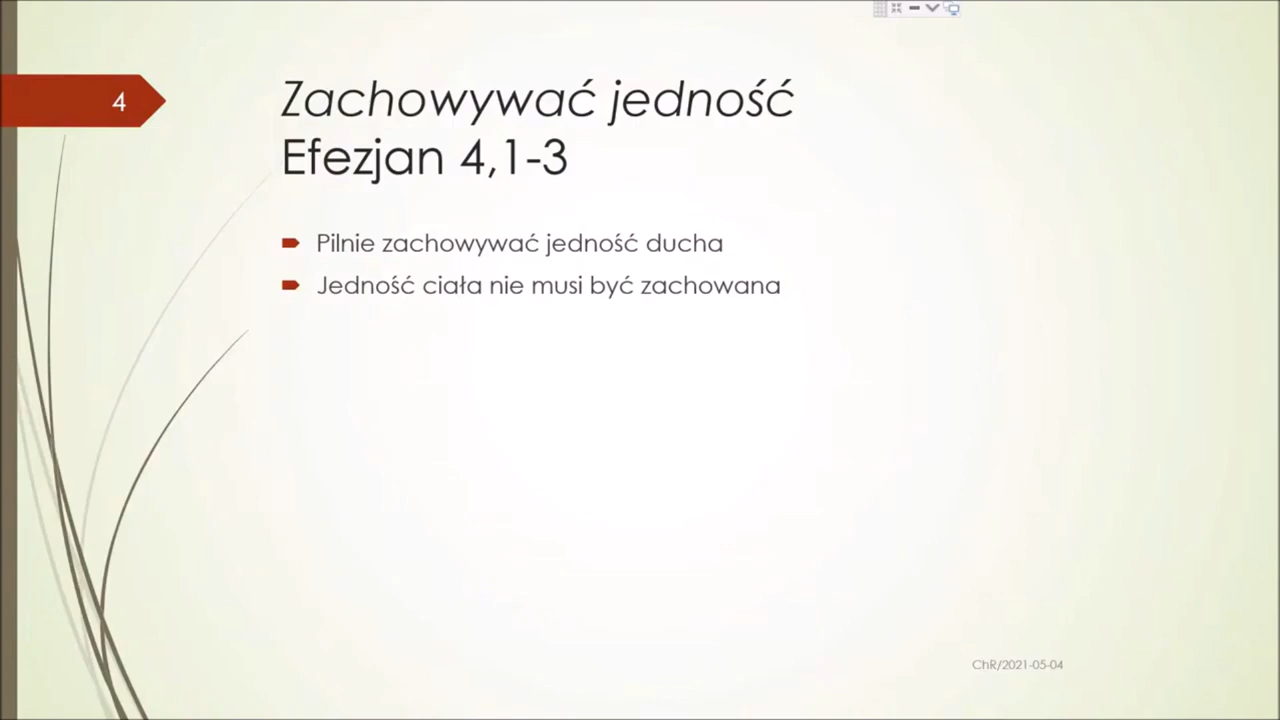 4
Zachowywać jedność
Efezjan 4,1-3
Pilnie zachowywać jedność ducha
Jedność ciała nie musi być zachowana
ChR/2021-05-04